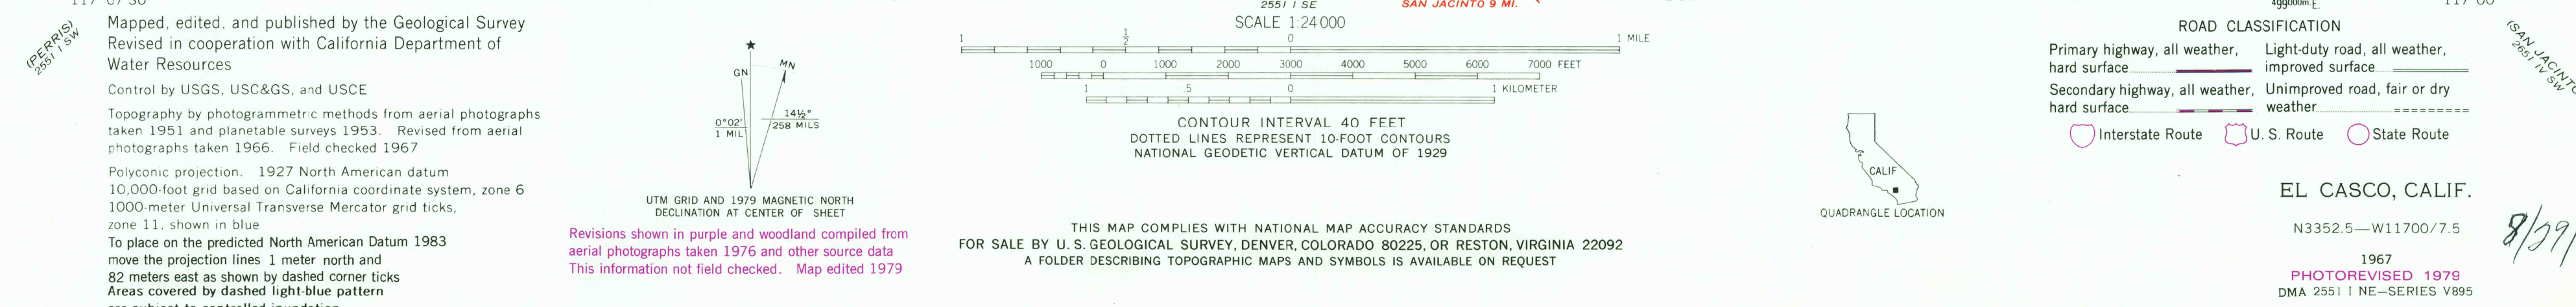 (PERRIS)
2551 I SW
Mapped, edited, and published by the Geological Survey
Revised in cooperation with California Department of
Water Resources
Control by USGS, USC&GS, and USCE
Topography by photogrammetric methods from aerial photographs
taken 1951 and planetable surveys 1953. Revised from aerial
photographs taken 1966. Field checked 1967
Polyconic projection. 1927 North American datum
10,000-foot grid based on California coordinate system, zone 6
1000-meter Universal Transverse Mercator grid ticks,
zone 11, shown in blue
To place on the predicted North American Datum 1983
move the projection lines 1 meter north and
82 meters east as shown by dashed corner ticks
Areas covered by dashed light-blue pattern
are subject to controlled inundation
GN
MN
14½°
258 MILS
0°02'
1 MIL
UTM GRID AND 1979 MAGNETIC NORTH
DECLINATION AT CENTER OF SHEET
Revisions shown in purple and woodland compiled from
aerial photographs taken 1976 and other source data
This information not field checked. Map edited 1979
2551 I SE
SAN JACINTO 9 MI.
SCALE 1:24000
1 ½ 0 1 MILE
1000 0 1000 2000 3000 4000 5000 6000 7000 FEET
1 .5 0 1 KILOMETER
CONTOUR INTERVAL 40 FEET
DOTTED LINES REPRESENT 10-FOOT CONTOURS
NATIONAL GEODETIC VERTICAL DATUM OF 1929
THIS MAP COMPLIES WITH NATIONAL MAP ACCURACY STANDARDS
FOR SALE BY U. S. GEOLOGICAL SURVEY, DENVER, COLORADO 80225, OR RESTON, VIRGINIA 22092
A FOLDER DESCRIBING TOPOGRAPHIC MAPS AND SYMBOLS IS AVAILABLE ON REQUEST
CALIF
QUADRANGLE LOCATION
499000m.E.
ROAD CLASSIFICATION
Primary highway, all weather,
hard surface
Light-duty road, all weather,
improved surface
Secondary highway, all weather,
hard surface
Unimproved road, fair or dry
weather
Interstate Route
U. S. Route
State Route
(SAN JACINTO
2651 IV SW
EL CASCO, CALIF.
N3352.5—W11700/7.5
1967
PHOTOREVISED 1979
DMA 2551 I NE—SERIES V895